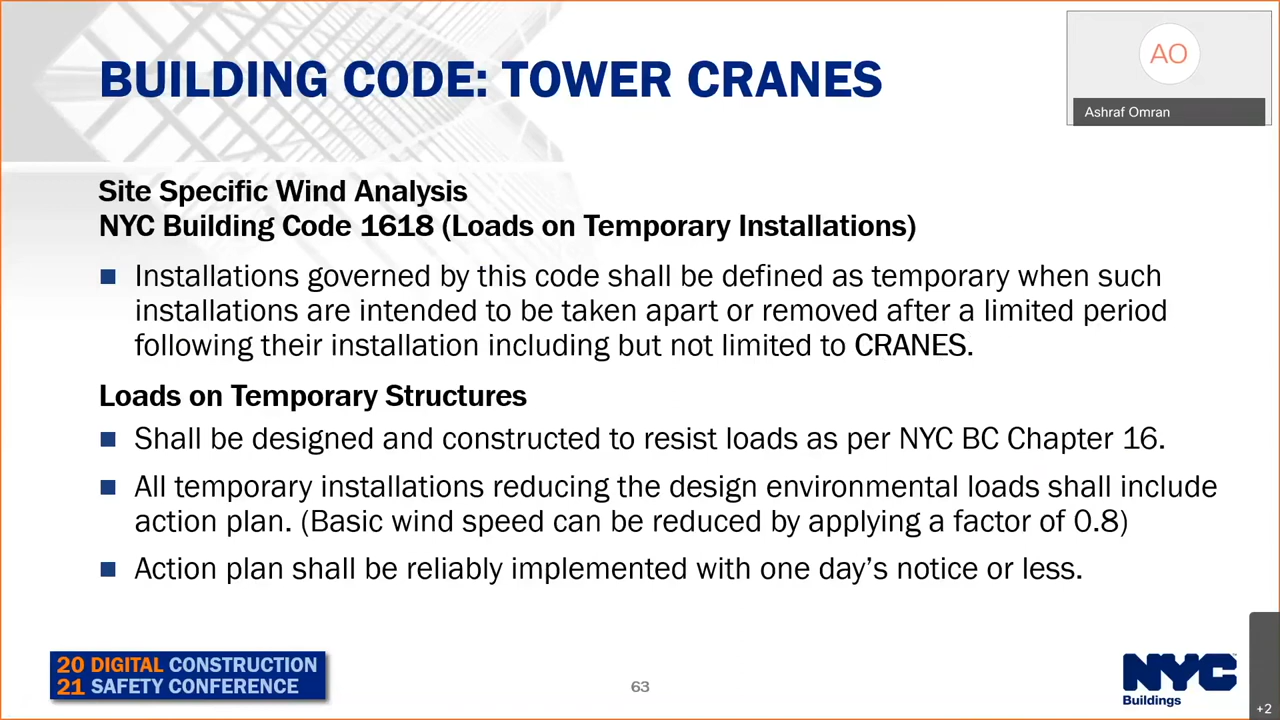 BUILDING CODE: TOWER CRANES
AO
Ashraf Omran
Site Specific Wind Analysis
NYC Building Code 1618 (Loads on Temporary Installations)
Installations governed by this code shall be defined as temporary when such
installations are intended to be taken apart or removed after a limited period
following their installation including but not limited to CRANES.
Loads on Temporary Structures
Shall be designed and constructed to resist loads as per NYC BC Chapter 16.
All temporary installations reducing the design environmental loads shall include
action plan. (Basic wind speed can be reduced by applying a factor of 0.8)
Action plan shall be reliably implemented with one day's notice or less.
20 DIGITAL CONSTRUCTION
21 SAFETY CONFERENCE
63
NYC
Buildings
+2